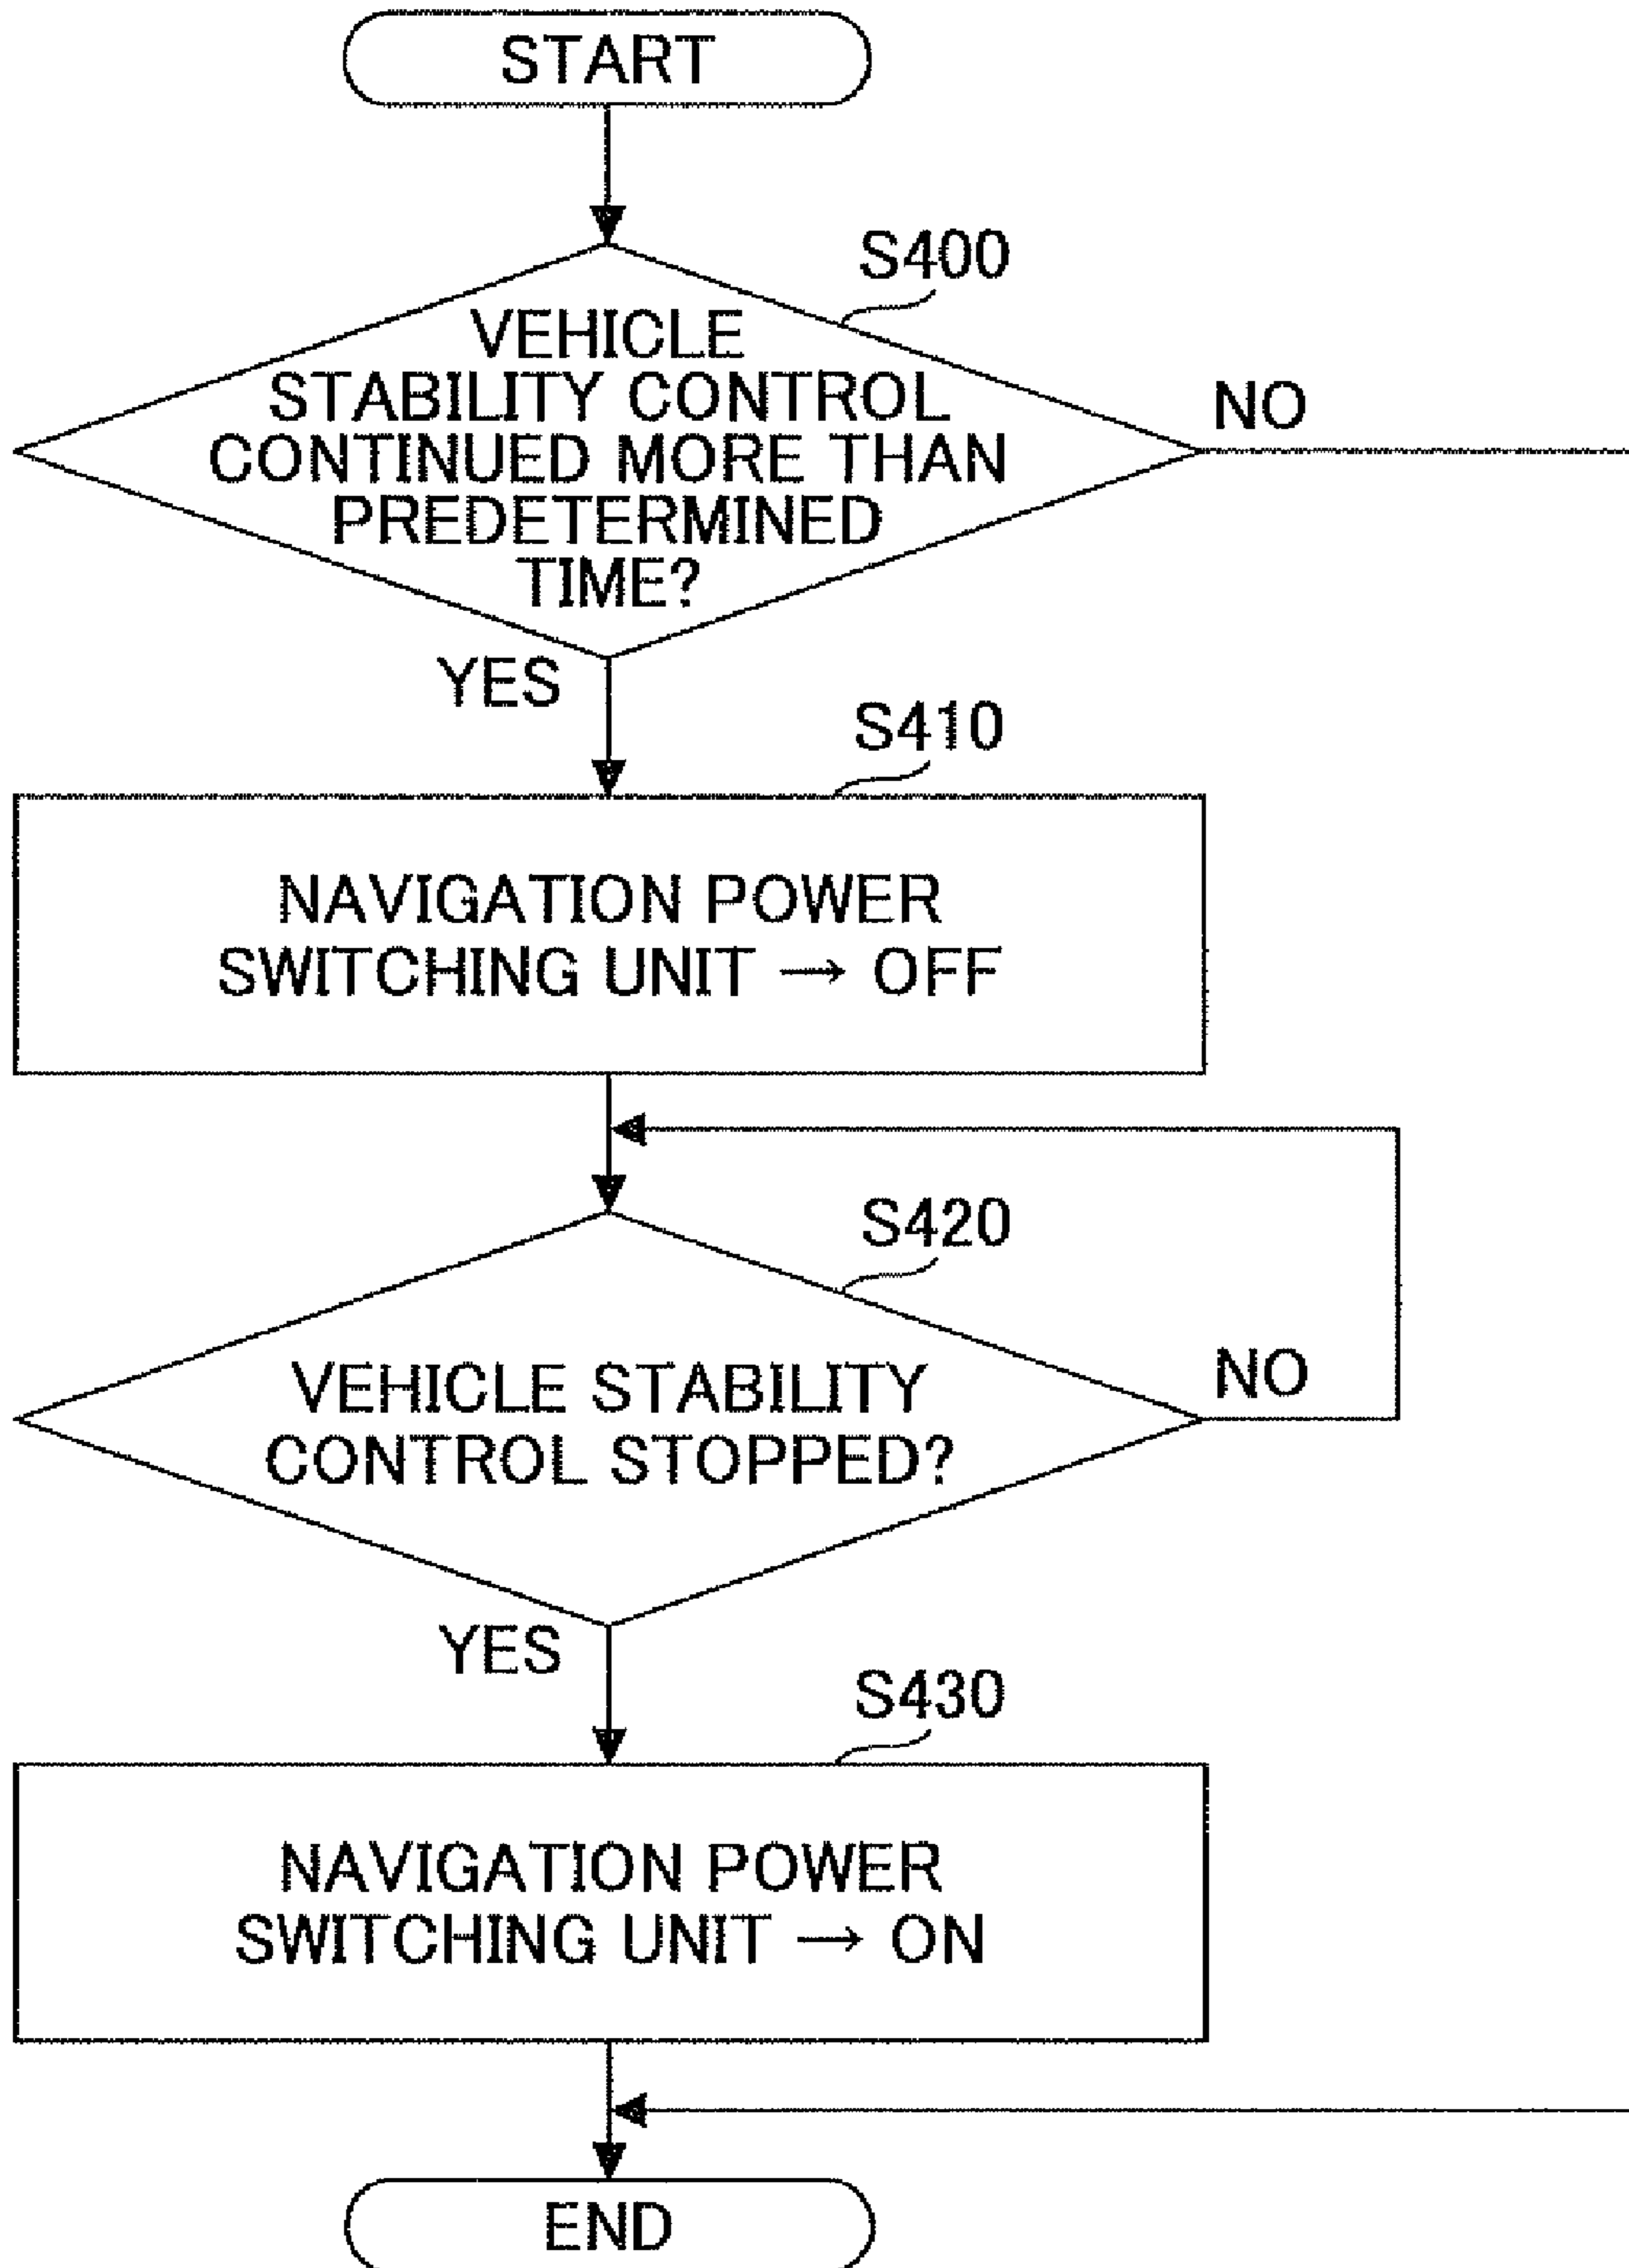 START
S400
VEHICLE
STABILITY CONTROL
CONTINUED MORE THAN
PREDETERMINED
TIME?
NO
YES
S410
NAVIGATION POWER
SWITCHING UNIT → OFF
S420
VEHICLE STABILITY
CONTROL STOPPED?
NO
YES
S430
NAVIGATION POWER
SWITCHING UNIT → ON
END